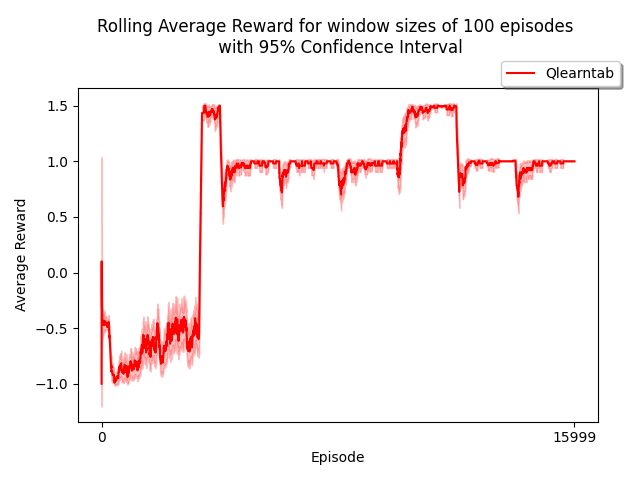 Rolling Average Reward for window sizes of 100 episodes
with 95% Confidence Interval
Qlearntab
1.5
1.0
0.5
0.0
−0.5
−1.0
Average Reward
0
15999
Episode